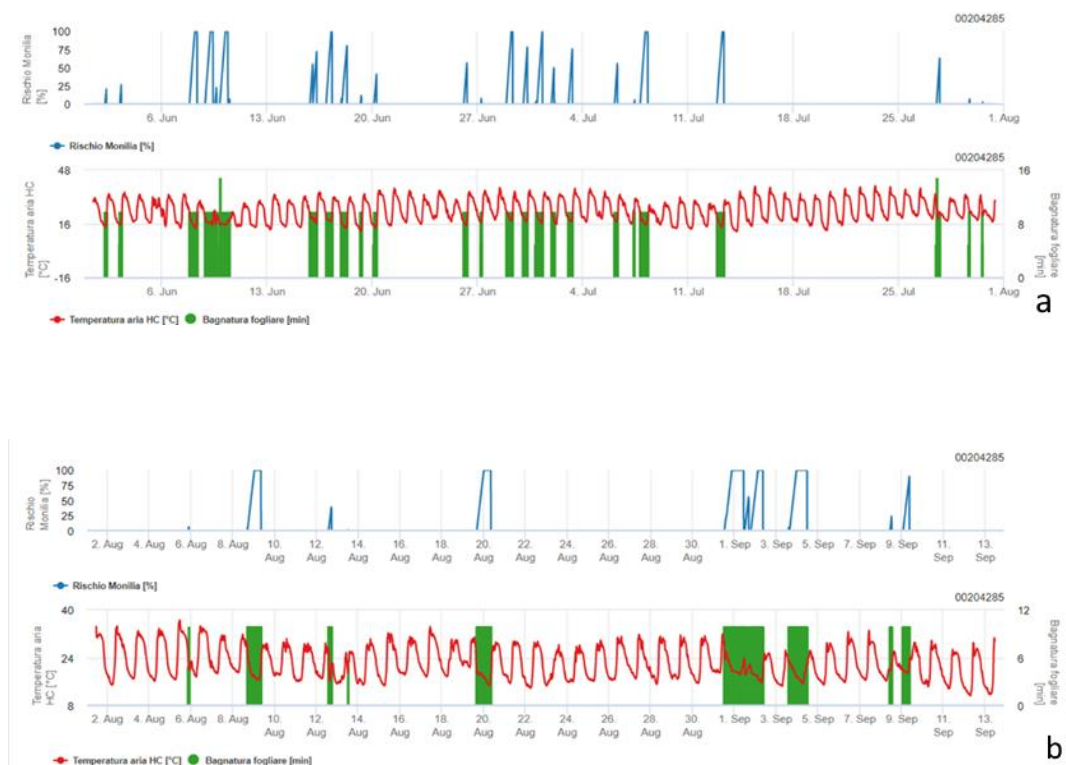 00204285
Rischio Monilia [%]
100
75
50
25
0
6. Jun 13. Jun 20. Jun 27. Jun 4. Jul 11. Jul 18. Jul 25. Jul 1. Aug
Rischio Monilia [%]
00204285
Temperatura aria HC [°C]
48
16
-16
16
8
0
Bagnatura fogliare [min]
6. Jun 13. Jun 20. Jun 27. Jun 4. Jul 11. Jul 18. Jul 25. Jul 1. Aug
Temperatura aria HC [°C] Bagnatura fogliare [min]
a
00204285
Rischio Monilia [%]
100
75
50
25
0
2. Aug 4. Aug 6. Aug 8. Aug 10. Aug 12. Aug 14. Aug 16. Aug 18. Aug 20. Aug 22. Aug 24. Aug 26. Aug 28. Aug 30. Aug 1. Sep 3. Sep 5. Sep 7. Sep 9. Sep 11. Sep 13. Sep
Rischio Monilia [%]
00204285
Temperatura aria HC [°C]
40
24
8
12
6
0
Bagnatura fogliare [min]
2. Aug 4. Aug 6. Aug 8. Aug 10. Aug 12. Aug 14. Aug 16. Aug 18. Aug 20. Aug 22. Aug 24. Aug 26. Aug 28. Aug 30. Aug 1. Sep 3. Sep 5. Sep 7. Sep 9. Sep 11. Sep 13. Sep
Temperatura aria HC [°C] Bagnatura fogliare [min]
b